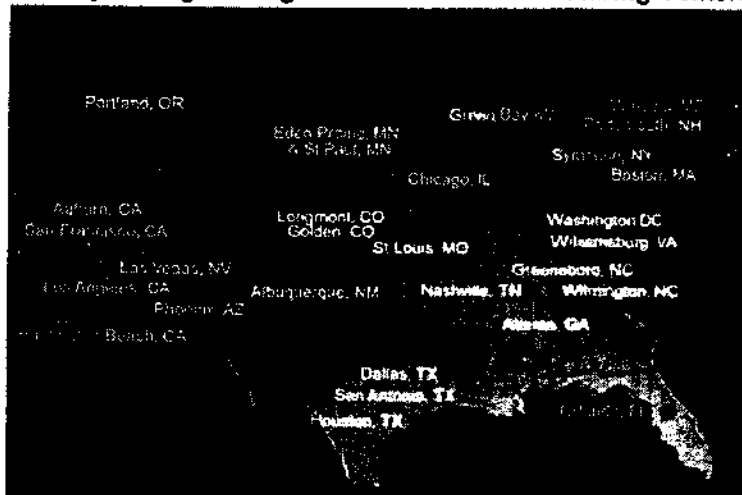 Portland, OR
Green Bay
NH
Eden Prairie, MN
& St Paul, MN
Syracuse, NY
Chicago, IL
Boston, MA
Auburn, CA
San Francisco, CA
Longmont, CO
Golden, CO
Washington DC
Williamsburg, VA
St Louis, MO
Las Vegas, NV
Greensboro, NC
Los Angeles, CA
Albuquerque, NM
Nashville, TN
Wilmington, NC
Phoenix, AZ
Atlanta, GA
Beach, CA
Dallas, TX
San Antonio, TX
Houston, TX